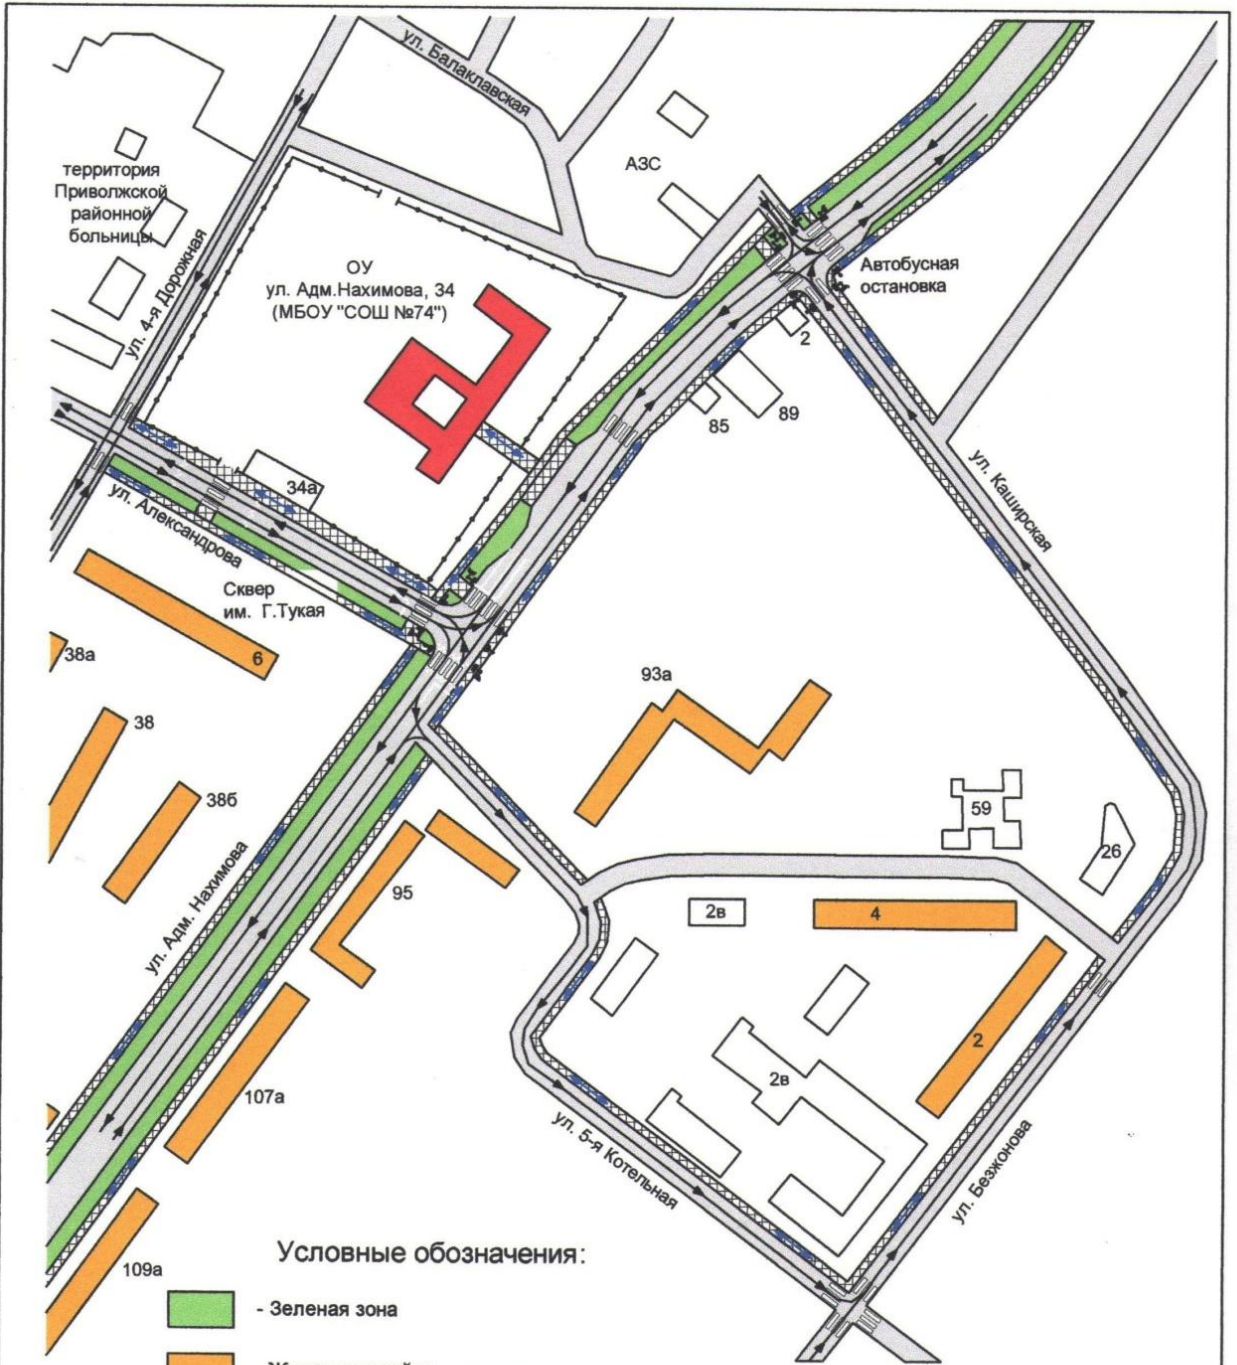 ул. Балаклавская
АЗС
территория
Приволжской
районной
больницы
ул. 4-я Дорожная
ОУ
ул. Адм.Нахимова, 34
(МБОУ "СОШ №74")
Автобусная
остановка
2
89
85
34а
ул. Каширская
ул. Александрова
Сквер
им. Г.Тукая
6
38а
93а
38
38б
59
26
95
2в
4
ул. Адм. Нахимова
2
2в
107а
ул. 5-я Котельная
ул. Безжонова
109а
Условные обозначения:
- Зеленая зона